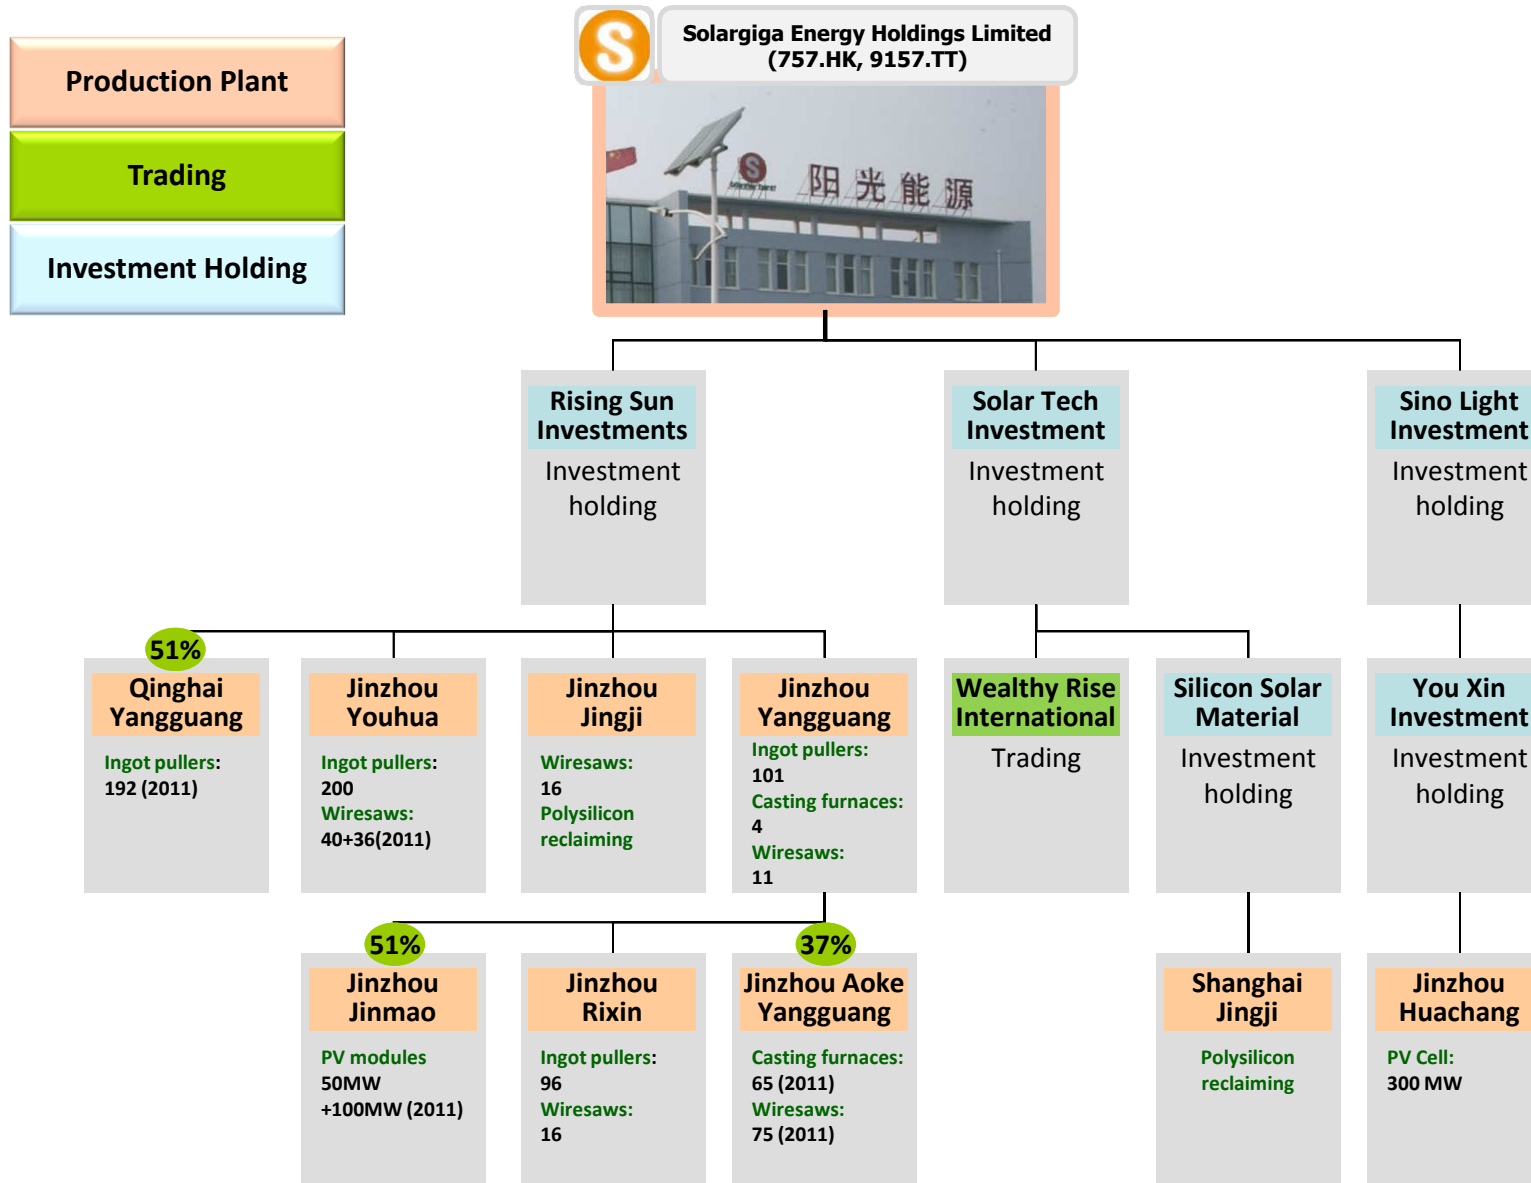 Production Plant
Trading
Investment Holding
S
Solargiga Energy Holdings Limited
(757.HK, 9157.TT)
S
阳光能源
Rising Sun
Investments
Investment
holding
Solar Tech
Investment
Investment
holding
Sino Light
Investment
Investment
holding
51%
Qinghai
Yangguang
Ingot pullers:
192 (2011)
Jinzhou
Youhua
Ingot pullers:
200
Wiresaws:
40+36(2011)
Jinzhou
Jingji
Wiresaws:
16
Polysilicon
reclaiming
Jinzhou
Yangguang
Ingot pullers:
101
Casting furnaces:
4
Wiresaws:
11
Wealthy Rise
International
Trading
Silicon Solar
Material
Investment
holding
You Xin
Investment
Investment
holding
51%
Jinzhou
Jinmao
PV modules
50MW
+100MW (2011)
Jinzhou
Rixin
Ingot pullers:
96
Wiresaws:
16
37%
Jinzhou Aoke
Yangguang
Casting furnaces:
65 (2011)
Wiresaws:
75 (2011)
Shanghai
Jingji
Polysilicon
reclaiming
Jinzhou
Huachang
PV Cell:
300 MW